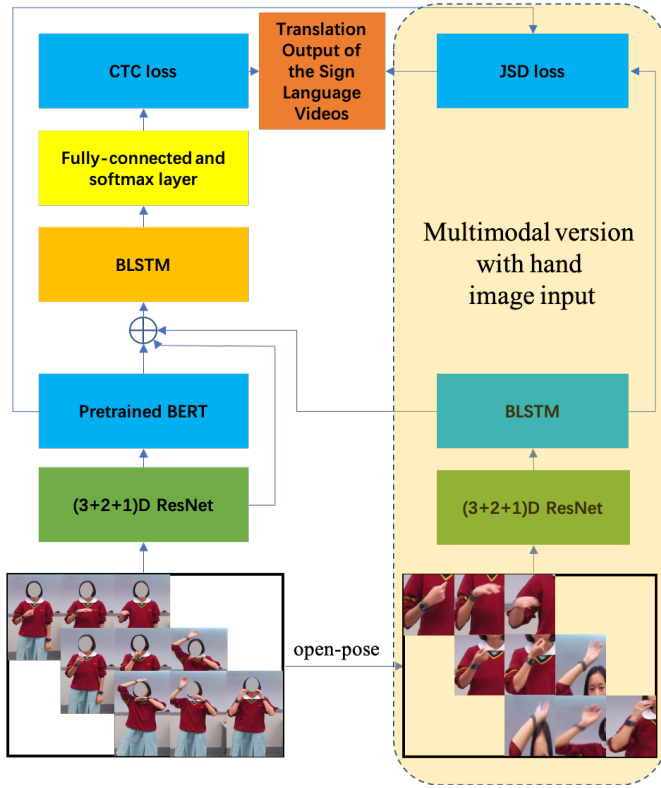 CTC loss
Translation
Output of
the Sign
Language
Videos
JSD loss
Fully-connected and
softmax layer
BLSTM
Multimodal version
with hand
image input
Pretrained BERT
BLSTM
(3+2+1)D ResNet
(3+2+1)D ResNet
open-pose